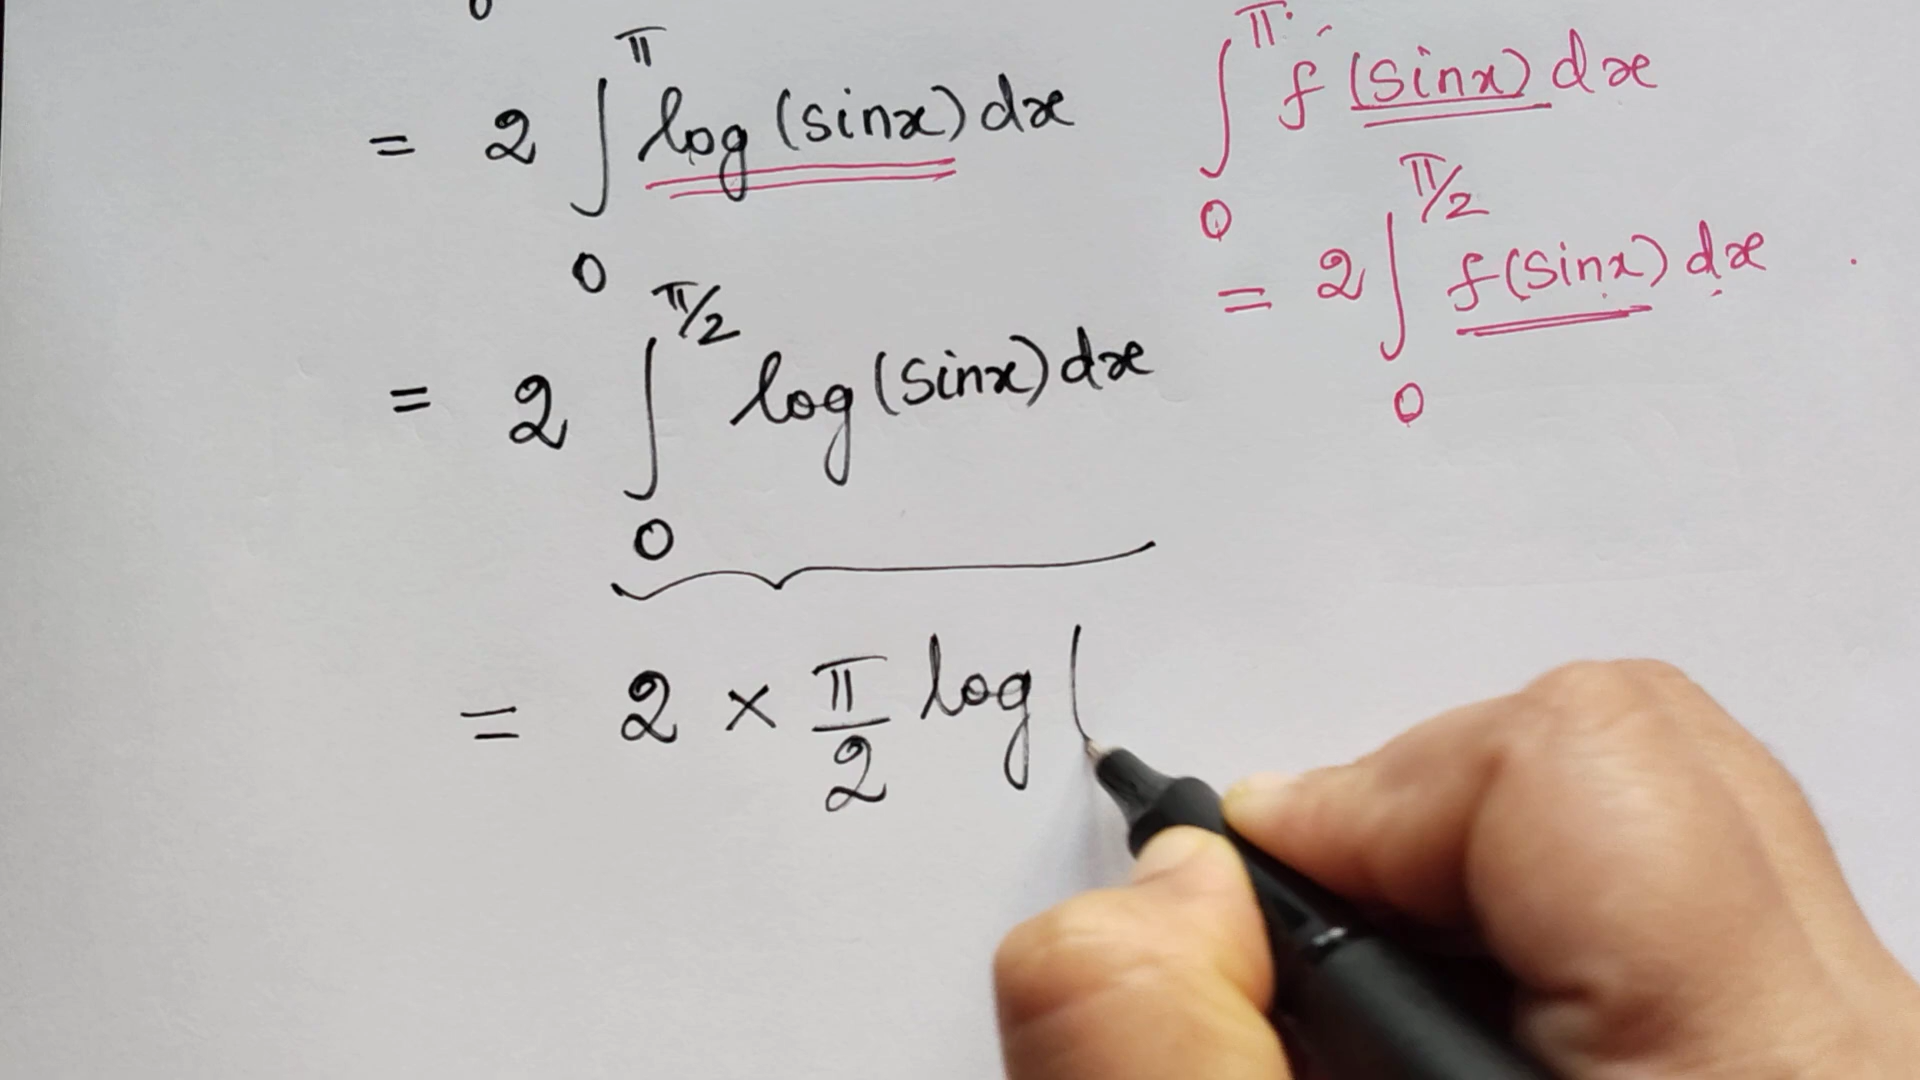 = 2 ∫₀^π log (sinx) dx
= 2 ∫₀^{π/2} log (sinx) dx
= 2 × π/2 log (
∫₀^π f (sinx) dx
= 2 ∫₀^{π/2} f(sinx) dx .